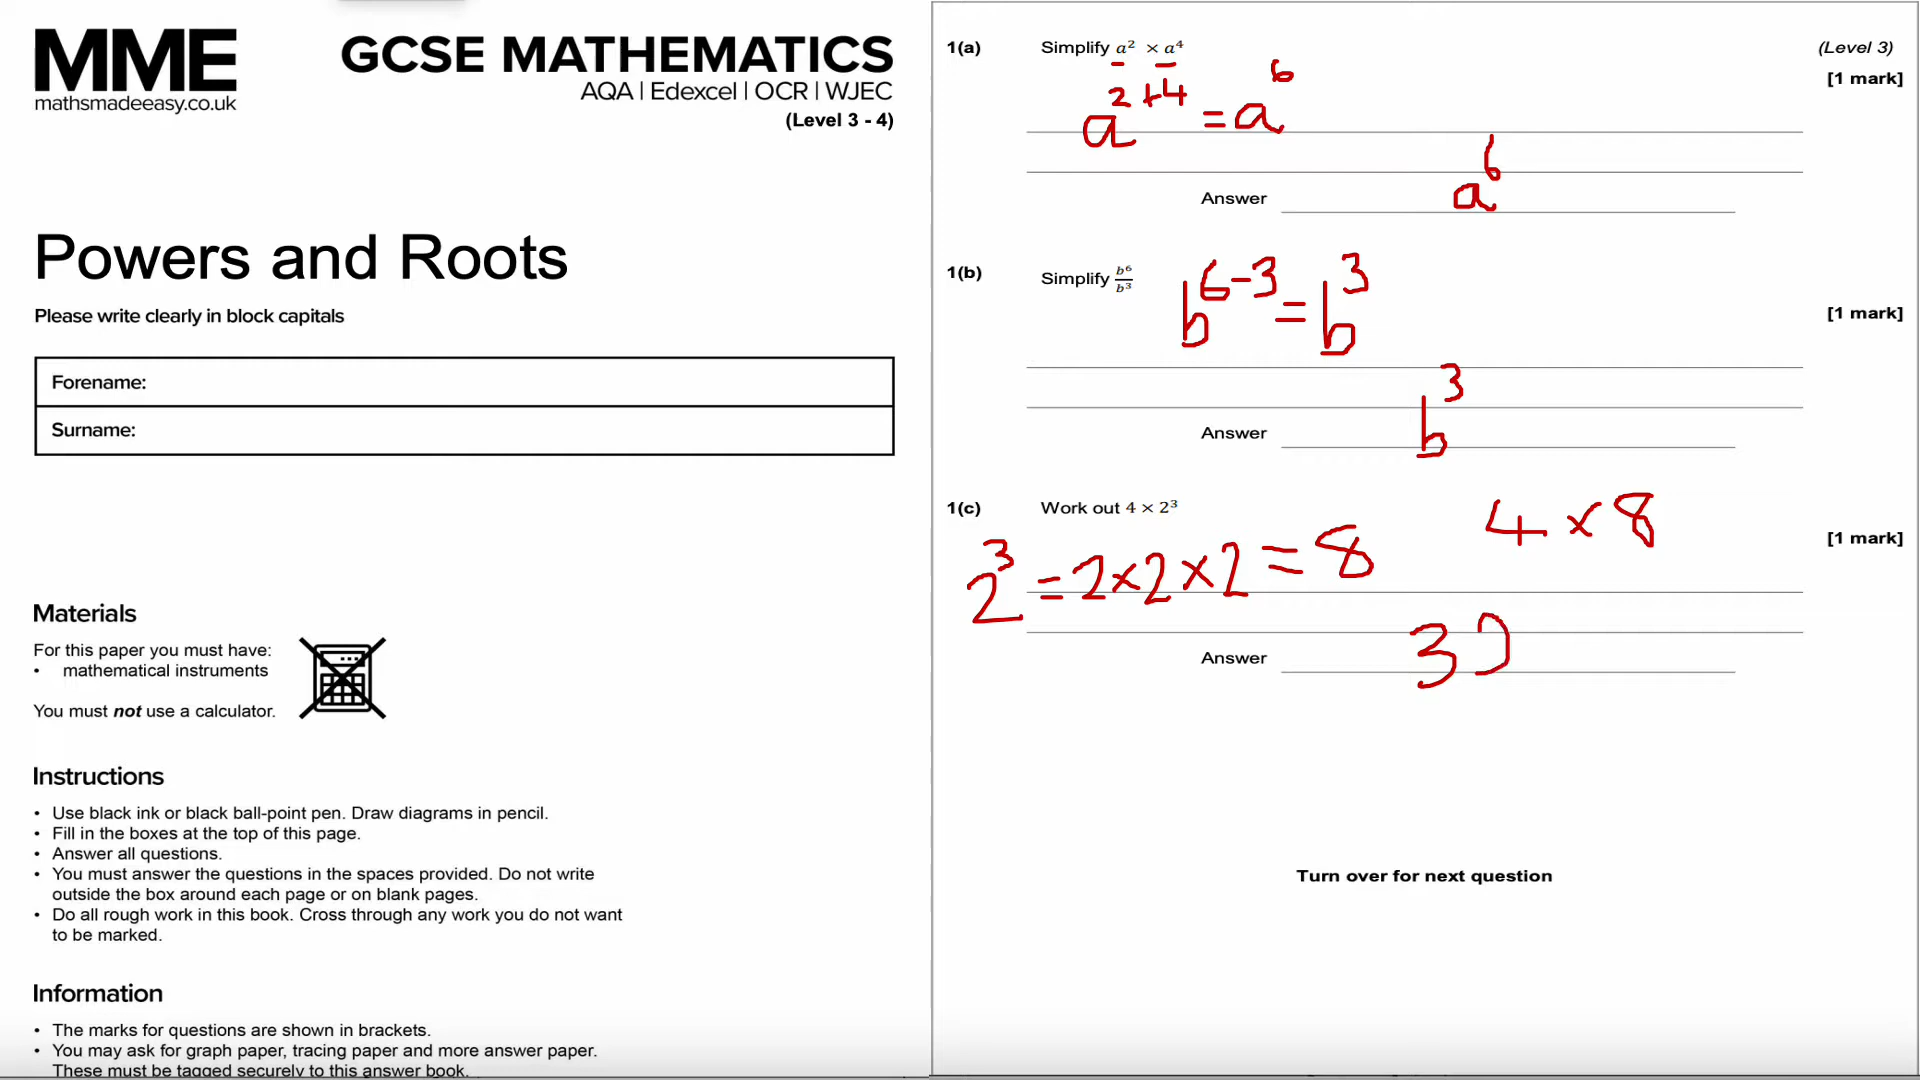 MME
mathsmadeeasy.co.uk
GCSE MATHEMATICS
AQA | Edexcel | OCR | WJEC
(Level 3 - 4)
Powers and Roots
Please write clearly in block capitals
Forename:
Surname:
Materials
For this paper you must have:
• mathematical instruments
You must not use a calculator.
Instructions
• Use black ink or black ball-point pen. Draw diagrams in pencil.
• Fill in the boxes at the top of this page.
• Answer all questions.
• You must answer the questions in the spaces provided. Do not write
outside the box around each page or on blank pages.
• Do all rough work in this book. Cross through any work you do not want
to be marked.
Information
• The marks for questions are shown in brackets.
• You may ask for graph paper, tracing paper and more answer paper.
These must be tagged securely to this answer book.
1(a) Simplify a² × a⁴ (Level 3)
[1 mark]
a²⁺⁴ = a⁶
Answer a⁶
1(b) Simplify b⁶/b³
[1 mark]
b⁶⁻³ = b³
Answer b³
1(c) Work out 4 × 2³
[1 mark]
4 × 8
2³ = 2 × 2 × 2 = 8
Answer 3
Turn over for next question